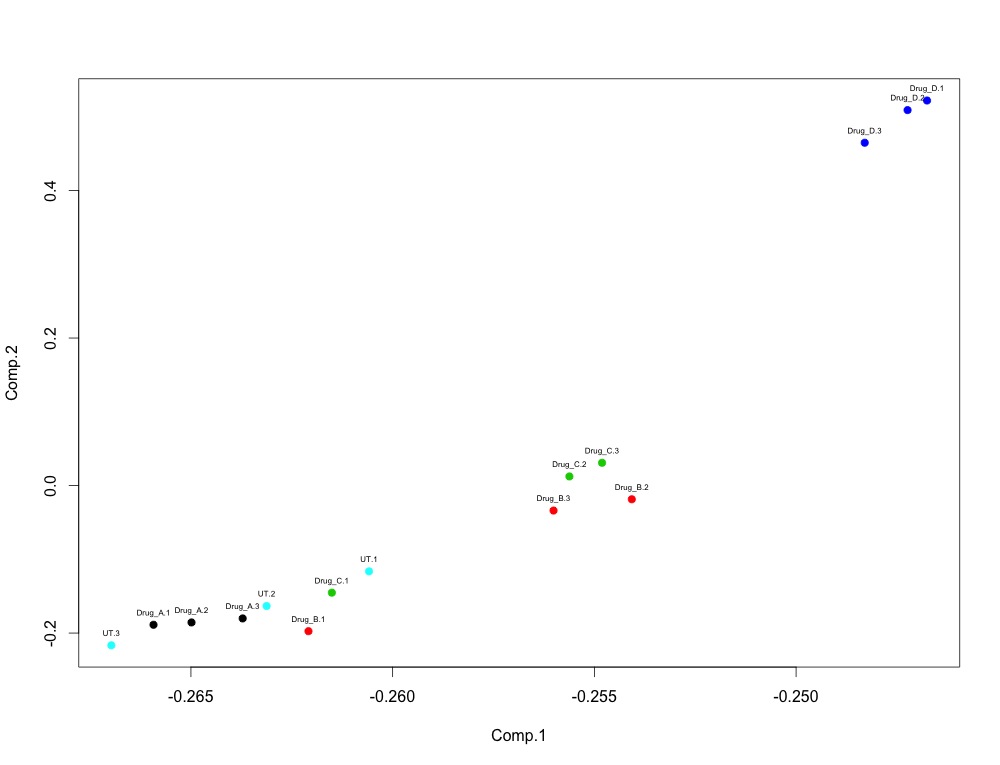 Drug_D.1
Drug_D.2
Drug_D.3
0.4
0.2
Comp.2
Drug_C.3
Drug_C.2
0.0
Drug_B.2
Drug_B.3
UT.1
Drug_C.1
UT.2
Drug_A.3
Drug_A.2
Drug_A.1
Drug_B.1
-0.2
UT.3
-0.265
-0.260
-0.255
-0.250
Comp.1